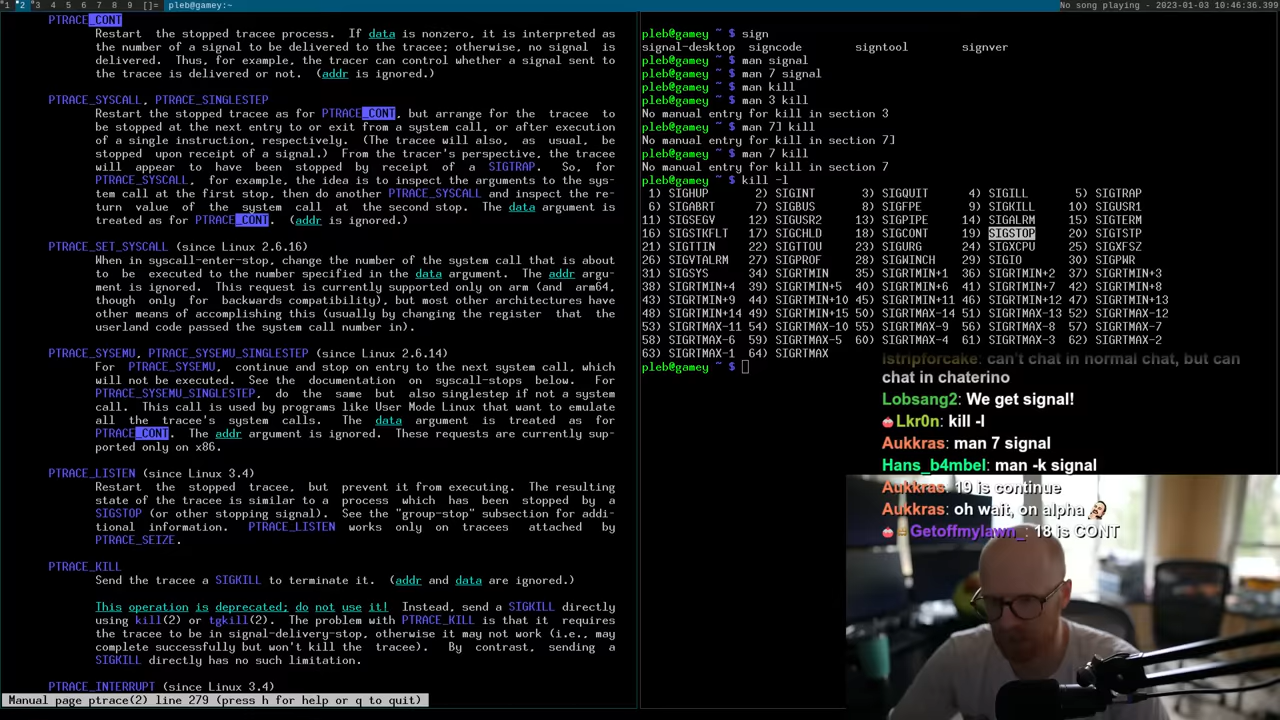 1 2 3 4 5 6 7 8 9 []= pleb@gamey:~ No song playing - 2023-01-03 10:46:36.399
PTRACE_CONT
Restart the stopped tracee process. If data is nonzero, it is interpreted as
the number of a signal to be delivered to the tracee; otherwise, no signal is
delivered. Thus, for example, the tracer can control whether a signal sent to
the tracee is delivered or not. (addr is ignored.)
PTRACE_SYSCALL, PTRACE_SINGLESTEP
Restart the stopped tracee as for PTRACE_CONT, but arrange for the tracee to
be stopped at the next entry to or exit from a system call, or after execution
of a single instruction, respectively. (The tracee will also, as usual, be
stopped upon receipt of a signal.) From the tracer's perspective, the tracee
will appear to have been stopped by receipt of a SIGTRAP. So, for
PTRACE_SYSCALL, for example, the idea is to inspect the arguments to the sys-
tem call at the first stop, then do another PTRACE_SYSCALL and inspect the re-
turn value of the system call at the second stop. The data argument is
treated as for PTRACE_CONT. (addr is ignored.)
PTRACE_SET_SYSCALL (since Linux 2.6.16)
When in syscall-enter-stop, change the number of the system call that is about
to be executed to the number specified in the data argument. The addr argu-
ment is ignored. This request is currently supported only on arm (and arm64,
though only for backwards compatibility), but most other architectures have
other means of accomplishing this (usually by changing the register that the
userland code passed the system call number in).
PTRACE_SYSEMU, PTRACE_SYSEMU_SINGLESTEP (since Linux 2.6.14)
For PTRACE_SYSEMU, continue and stop on entry to the next system call, which
will not be executed. See the documentation on syscall-stops below. For
PTRACE_SYSEMU_SINGLESTEP, do the same but also singlestep if not a system
call. This call is used by programs like User Mode Linux that want to emulate
all the tracee's system calls. The data argument is treated as for
PTRACE_CONT. The addr argument is ignored. These requests are currently sup-
ported only on x86.
PTRACE_LISTEN (since Linux 3.4)
Restart the stopped tracee, but prevent it from executing. The resulting
state of the tracee is similar to a process which has been stopped by a
SIGSTOP (or other stopping signal). See the "group-stop" subsection for addi-
tional information. PTRACE_LISTEN works only on tracees attached by
PTRACE_SEIZE.
PTRACE_KILL
Send the tracee a SIGKILL to terminate it. (addr and data are ignored.)
This operation is deprecated; do not use it! Instead, send a SIGKILL directly
using kill(2) or tgkill(2). The problem with PTRACE_KILL is that it requires
the tracee to be in signal-delivery-stop, otherwise it may not work (i.e., may
complete successfully but won't kill the tracee). By contrast, sending a
SIGKILL directly has no such limitation.
PTRACE_INTERRUPT (since Linux 3.4)
Manual page ptrace(2) line 279 (press h for help or q to quit)
pleb@gamey ~ $ sign
signal-desktop signcode signtool signver
pleb@gamey ~ $ man signal
pleb@gamey ~ $ man 7 signal
pleb@gamey ~ $ man kill
pleb@gamey ~ $ man 3 kill
No manual entry for kill in section 3
pleb@gamey ~ $ man 7] kill
No manual entry for kill in section 7]
pleb@gamey ~ $ man 7 kill
No manual entry for kill in section 7
pleb@gamey ~ $ kill -l
1) SIGHUP 2) SIGINT 3) SIGQUIT 4) SIGILL 5) SIGTRAP
6) SIGABRT 7) SIGBUS 8) SIGFPE 9) SIGKILL 10) SIGUSR1
11) SIGSEGV 12) SIGUSR2 13) SIGPIPE 14) SIGALRM 15) SIGTERM
16) SIGSTKFLT 17) SIGCHLD 18) SIGCONT 19) SIGSTOP 20) SIGTSTP
21) SIGTTIN 22) SIGTTOU 23) SIGURG 24) SIGXCPU 25) SIGXFSZ
26) SIGVTALRM 27) SIGPROF 28) SIGWINCH 29) SIGIO 30) SIGPWR
31) SIGSYS 34) SIGRTMIN 35) SIGRTMIN+1 36) SIGRTMIN+2 37) SIGRTMIN+3
38) SIGRTMIN+4 39) SIGRTMIN+5 40) SIGRTMIN+6 41) SIGRTMIN+7 42) SIGRTMIN+8
43) SIGRTMIN+9 44) SIGRTMIN+10 45) SIGRTMIN+11 46) SIGRTMIN+12 47) SIGRTMIN+13
48) SIGRTMIN+14 49) SIGRTMIN+15 50) SIGRTMAX-14 51) SIGRTMAX-13 52) SIGRTMAX-12
53) SIGRTMAX-11 54) SIGRTMAX-10 55) SIGRTMAX-9 56) SIGRTMAX-8 57) SIGRTMAX-7
58) SIGRTMAX-6 59) SIGRTMAX-5 60) SIGRTMAX-4 61) SIGRTMAX-3 62) SIGRTMAX-2
63) SIGRTMAX-1 64) SIGRTMAX
pleb@gamey ~ $
istripforcake: can't chat in normal chat, but can
chat in chaterino
Lobsang2: We get signal!
Lkr0n: kill -l
Aukkras: man 7 signal
Hans_b4mbel: man -k signal
Aukkras: 19 is continue
Aukkras: oh wait, on alpha
Getoffmylawn_: 18 is CONT